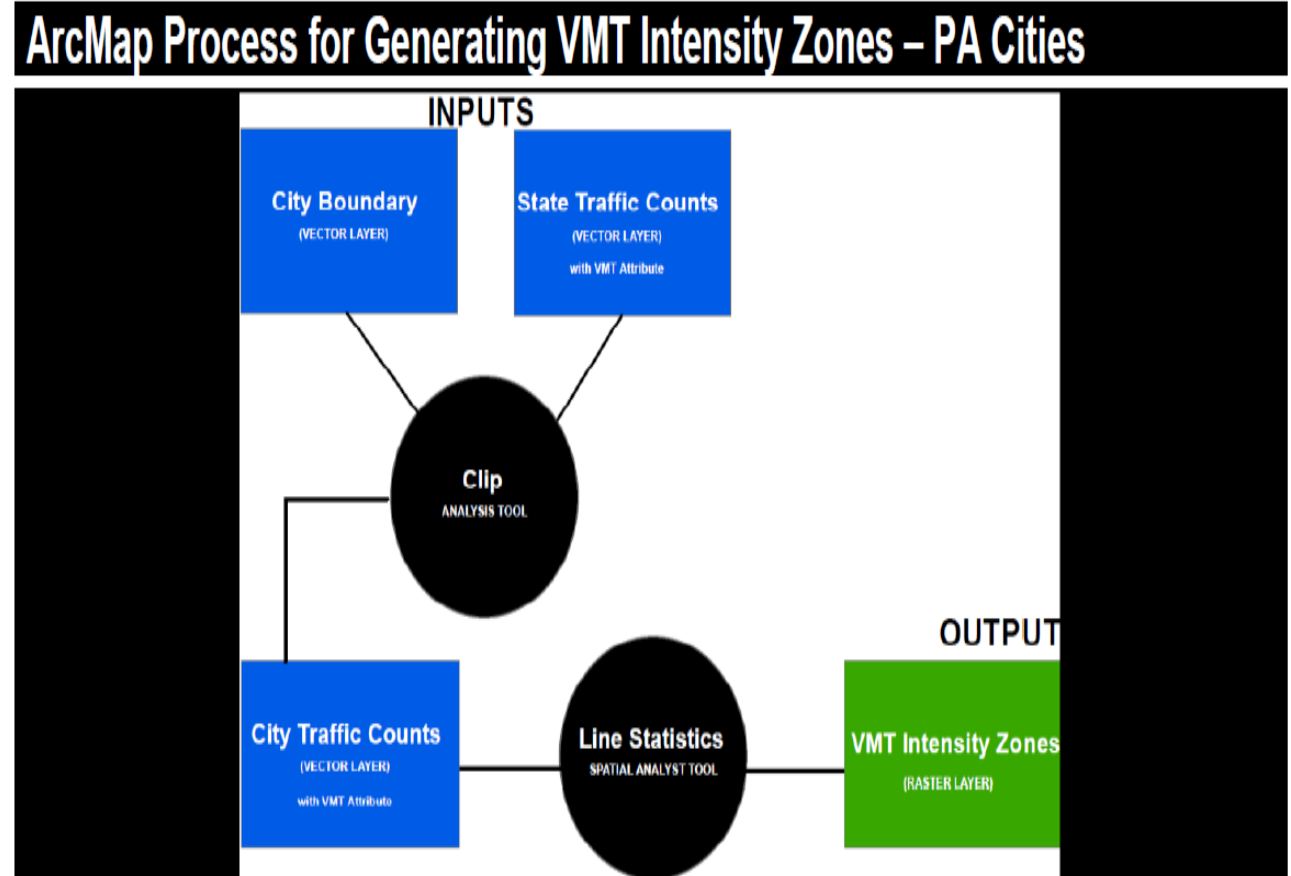 ArcMap Process for Generating VMT Intensity Zones – PA Cities
INPUTS
City Boundary
(VECTOR LAYER)
State Traffic Counts
(VECTOR LAYER)
with VMT Attribute
Clip
ANALYSIS TOOL
OUTPUT
City Traffic Counts
(VECTOR LAYER)
with VMT Attribute
Line Statistics
SPATIAL ANALYST TOOL
VMT Intensity Zones
(RASTER LAYER)